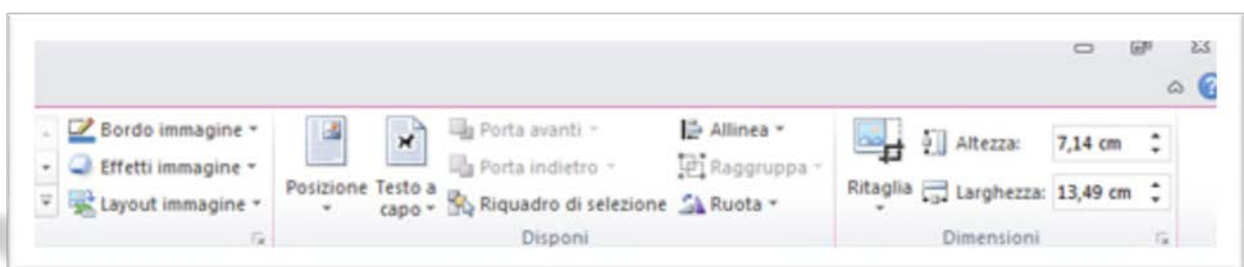 Bordo immagine
Effetti immagine
Layout immagine
Posizione
Testo a
capo
Porta avanti
Porta indietro
Riquadro di selezione
Allinea
Raggruppa
Ruota
Disponi
Ritaglia
Altezza: 7,14 cm
Larghezza: 13,49 cm
Dimensioni